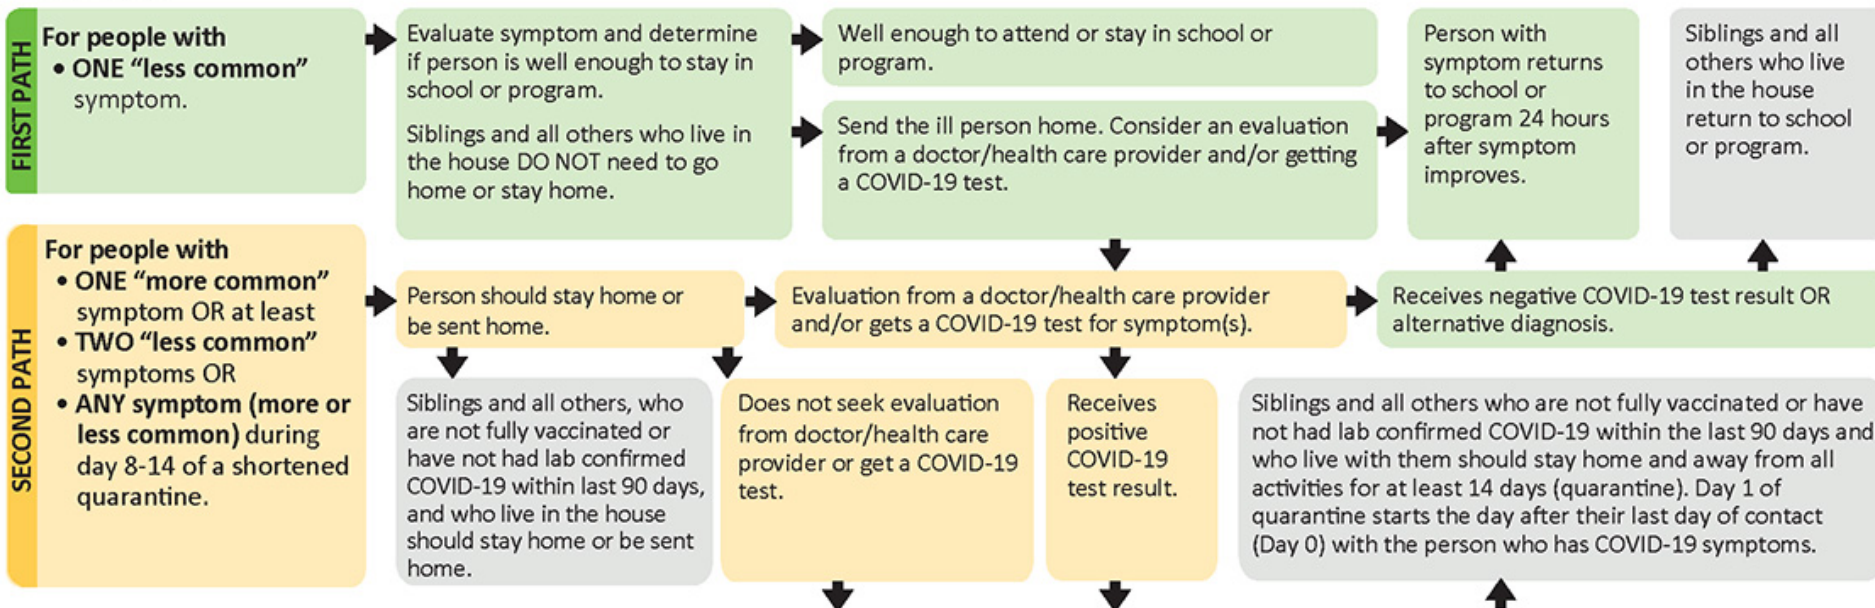 FIRST PATH
For people with
• ONE “less common”
symptom.
Evaluate symptom and determine
if person is well enough to stay in
school or program.
Siblings and all others who live in
the house DO NOT need to go
home or stay home.
Well enough to attend or stay in school or
program.
Send the ill person home. Consider an evaluation
from a doctor/health care provider and/or getting
a COVID-19 test.
Person with
symptom returns
to school or
program 24 hours
after symptom
improves.
Siblings and all
others who live
in the house
return to school
or program.
SECOND PATH
For people with
• ONE “more common”
symptom OR at least
• TWO “less common”
symptoms OR
• ANY symptom (more or
less common) during
day 8-14 of a shortened
quarantine.
Person should stay home or
be sent home.
Evaluation from a doctor/health care provider
and/or gets a COVID-19 test for symptom(s).
Receives negative COVID-19 test result OR
alternative diagnosis.
Siblings and all others, who
are not fully vaccinated or
have not had lab confirmed
COVID-19 within last 90 days,
and who live in the house
should stay home or be sent
home.
Does not seek evaluation
from doctor/health care
provider or get a COVID-19
test.
Receives
positive
COVID-19
test result.
Siblings and all others who are not fully vaccinated or have
not had lab confirmed COVID-19 within the last 90 days and
who live with them should stay home and away from all
activities for at least 14 days (quarantine). Day 1 of
quarantine starts the day after their last day of contact
(Day 0) with the person who has COVID-19 symptoms.